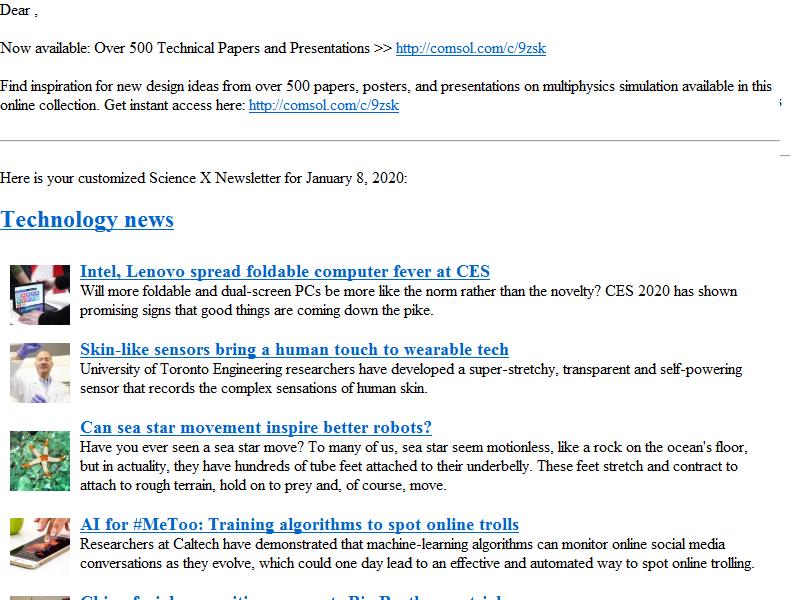 Dear ,
Now available: Over 500 Technical Papers and Presentations >> http://comsol.com/c/9zsk
Find inspiration for new design ideas from over 500 papers, posters, and presentations on multiphysics simulation available in this
online collection. Get instant access here: http://comsol.com/c/9zsk
Here is your customized Science X Newsletter for January 8, 2020:
Technology news
Intel, Lenovo spread foldable computer fever at CES
Will more foldable and dual-screen PCs be more like the norm rather than the novelty? CES 2020 has shown
promising signs that good things are coming down the pike.
Skin-like sensors bring a human touch to wearable tech
University of Toronto Engineering researchers have developed a super-stretchy, transparent and self-powering
sensor that records the complex sensations of human skin.
Can sea star movement inspire better robots?
Have you ever seen a sea star move? To many of us, sea star seem motionless, like a rock on the ocean's floor,
but in actuality, they have hundreds of tube feet attached to their underbelly. These feet stretch and contract to
attach to rough terrain, hold on to prey and, of course, move.
AI for #MeToo: Training algorithms to spot online trolls
Researchers at Caltech have demonstrated that machine-learning algorithms can monitor online social media
conversations as they evolve, which could one day lead to an effective and automated way to spot online trolling.